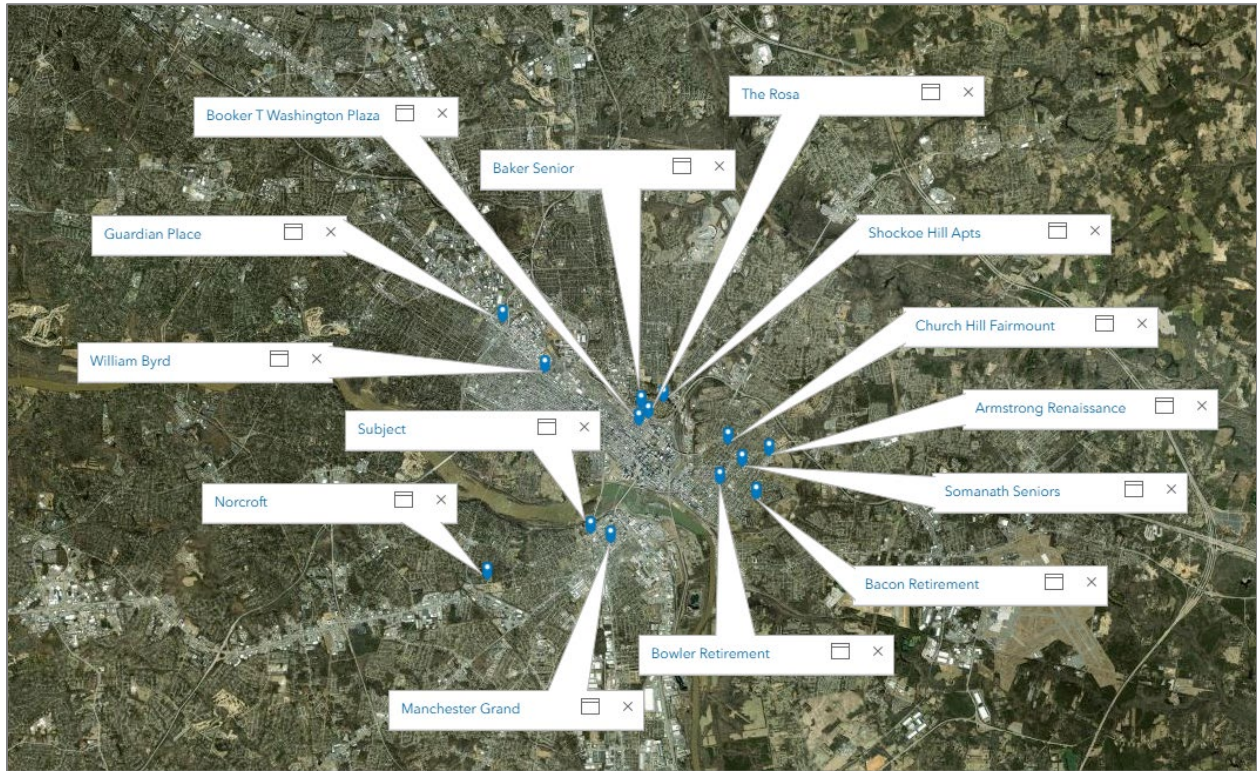 The Rosa
Booker T Washington Plaza
Baker Senior
Guardian Place
Shockoe Hill Apts
Church Hill Fairmount
William Byrd
Armstrong Renaissance
Subject
Somanath Seniors
Norcroft
Bacon Retirement
Bowler Retirement
Manchester Grand